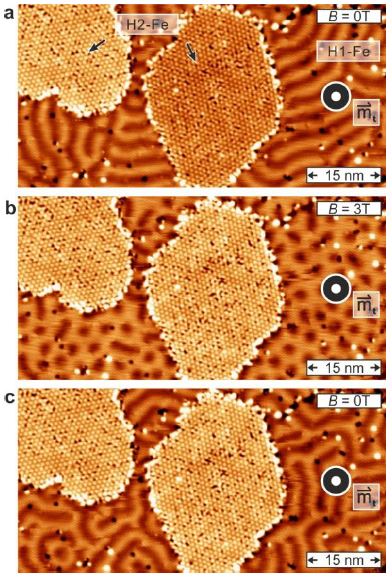 a
H2-Fe
B = 0T
H1-Fe
m⃗t
15 nm
b
B = 3T
m⃗t
15 nm
c
B = 0T
m⃗t
15 nm